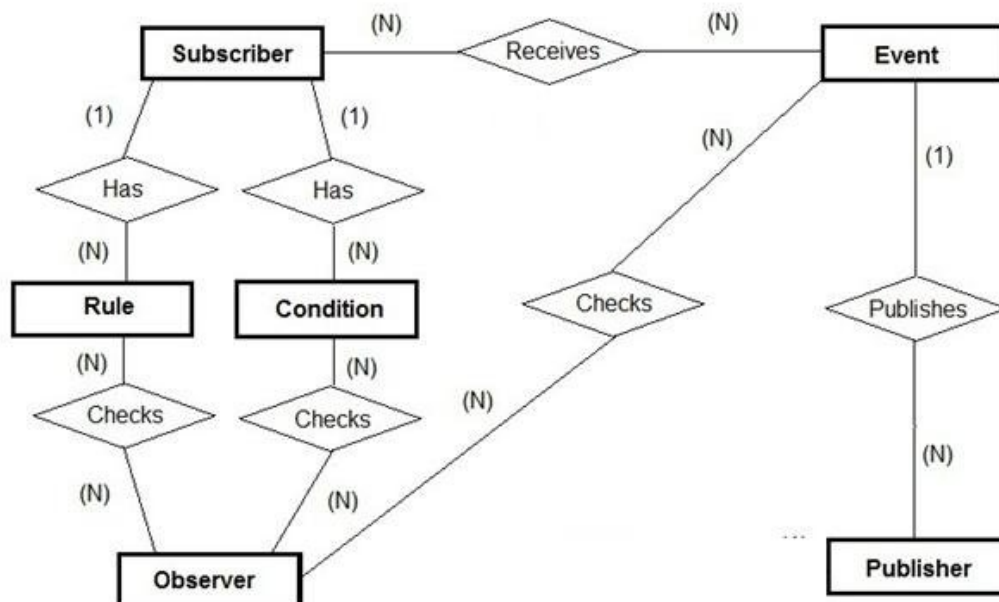 (N)
(N)
Subscriber
Receives
Event
(1)
(1)
(N)
(1)
Has
Has
(N)
(N)
Checks
Publishes
Rule
Condition
(N)
(N)
(N)
Checks
Checks
(N)
(N)
(N)
Observer
Publisher